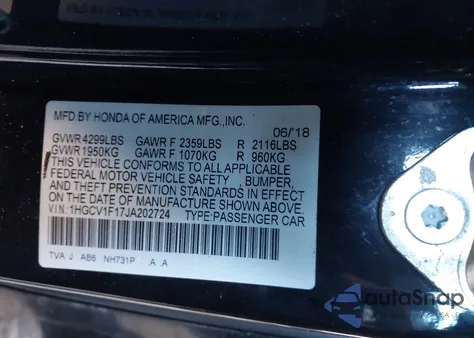 MFD BY HONDA OF AMERICA MFG.,INC.
06/'18
GVWR 4299LBS GAWR F 2359LBS R 2116LBS
GVWR 1950KG GAWR F 1070KG R 960KG
THIS VEHICLE CONFORMS TO ALL APPLICABLE
FEDERAL MOTOR VEHICLE SAFETY , BUMPER,
AND THEFT PREVENTION STANDARDS IN EFFECT
ON THE DATE OF MANUFACTURE SHOWN ABOVE.
VIN:1HGCV1F17JA202724 TYPE:PASSENGER CAR
TVA J AB6 NH731P .A .A
autoSnap